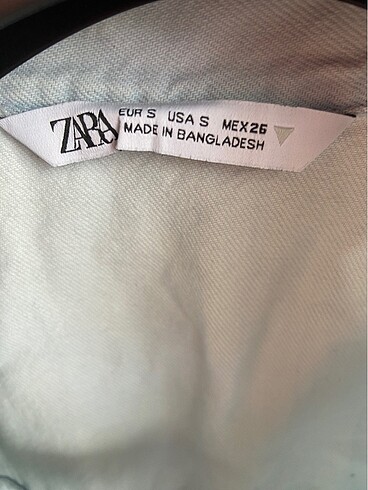 ZARA
EUR S USA S MEX 26
MADE IN BANGLADESH